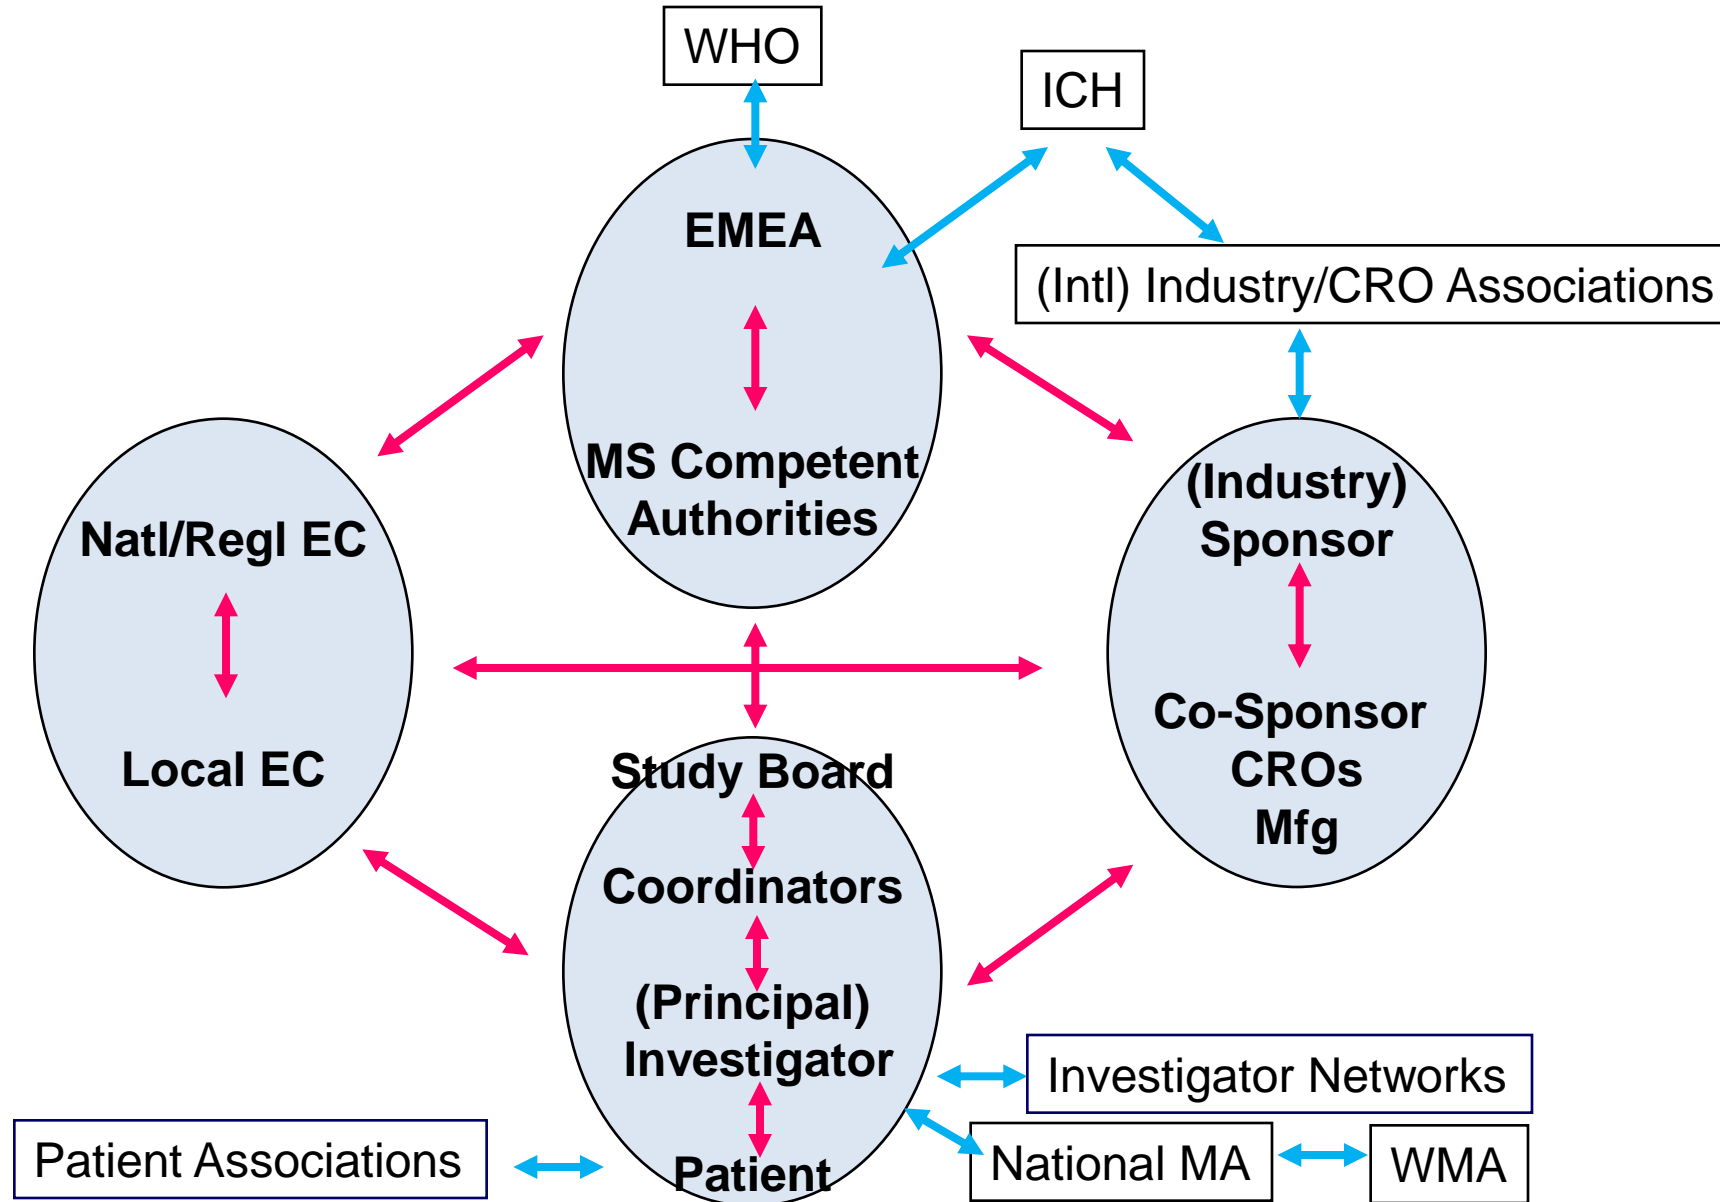 WHO
ICH
EMEA
(Intl) Industry/CRO Associations
MS Competent
Authorities
(Industry)
Sponsor
Natl/Regl EC
Local EC
Co-Sponsor
CROs
Mfg
Study Board
Coordinators
(Principal)
Investigator
Investigator Networks
Patient Associations
Patient
National MA
WMA